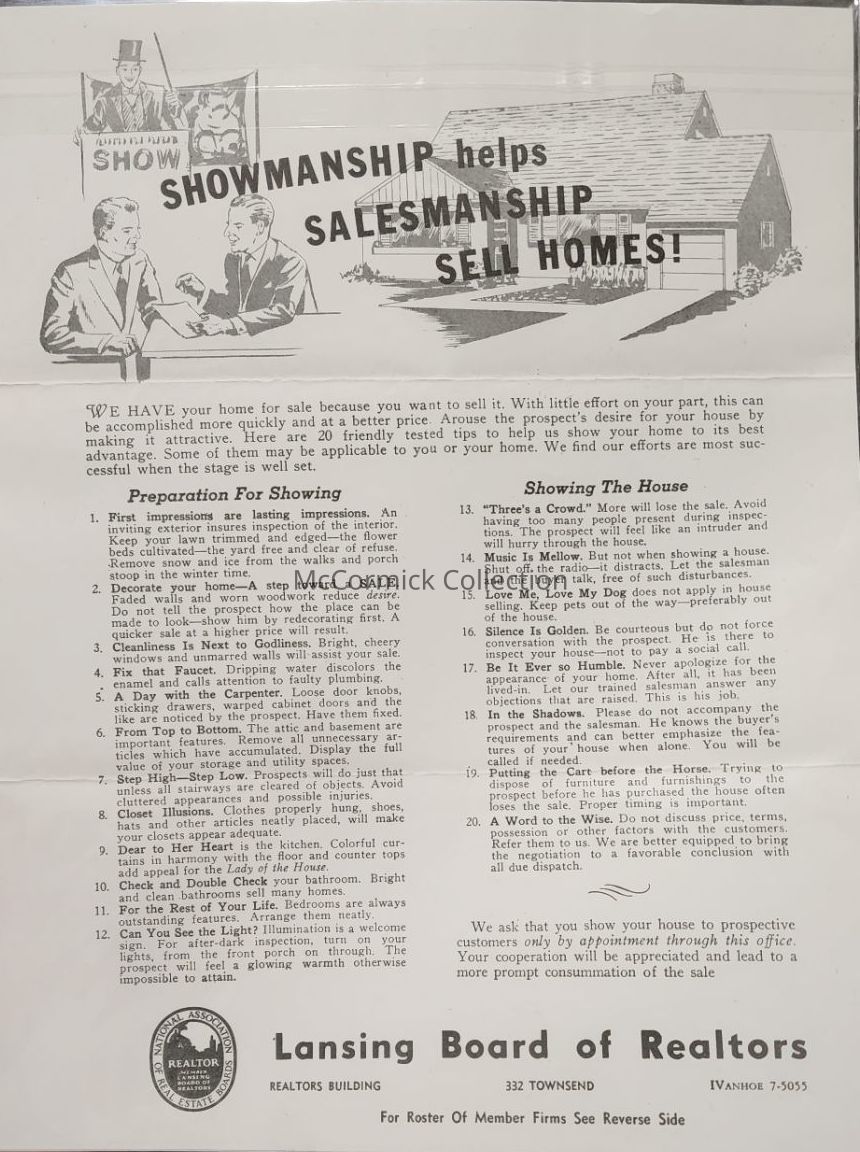 SHOW
SHOWMANSHIP helps
SALESMANSHIP
SELL HOMES!
WE HAVE your home for sale because you want to sell it. With little effort on your part, this can
be accomplished more quickly and at a better price. Arouse the prospect's desire for your house by
making it attractive. Here are 20 friendly tested tips to help us show your home to its best
advantage. Some of them may be applicable to you or your home. We find our efforts are most suc-
cessful when the stage is well set.
Preparation For Showing
1. First impressions are lasting impressions. An
inviting exterior insures inspection of the interior.
Keep your lawn trimmed and edged—the flower
beds cultivated—the yard free and clear of refuse.
Remove snow and ice from the walks and porch
stoop in the winter time.
2. Decorate your home—A step toward a SALE.
Faded walls and worn woodwork reduce desire.
Do not tell the prospect how the place can be
made to look—show him by redecorating first. A
quicker sale at a higher price will result.
3. Cleanliness Is Next to Godliness. Bright, cheery
windows and unmarred walls will assist your sale.
4. Fix that Faucet. Dripping water discolors the
enamel and calls attention to faulty plumbing.
5. A Day with the Carpenter. Loose door knobs,
sticking drawers, warped cabinet doors and the
like are noticed by the prospect. Have them fixed.
6. From Top to Bottom. The attic and basement are
important features. Remove all unnecessary ar-
ticles which have accumulated. Display the full
value of your storage and utility spaces.
7. Step High—Step Low. Prospects will do just that
unless all stairways are cleared of objects. Avoid
cluttered appearances and possible injuries.
8. Closet Illusions. Clothes properly hung, shoes,
hats and other articles neatly placed, will make
your closets appear adequate.
9. Dear to Her Heart is the kitchen. Colorful cur-
tains in harmony with the floor and counter tops
add appeal for the Lady of the House.
10. Check and Double Check your bathroom. Bright
and clean bathrooms sell many homes.
11. For the Rest of Your Life. Bedrooms are always
outstanding features. Arrange them neatly.
12. Can You See the Light? Illumination is a welcome
sign. For after-dark inspection, turn on your
lights, from the front porch on through. The
prospect will feel a glowing warmth otherwise
impossible to attain.
Showing The House
13. "Three's a Crowd." More will lose the sale. Avoid
having too many people present during inspec-
tions. The prospect will feel like an intruder and
will hurry through the house.
14. Music Is Mellow. But not when showing a house.
Shut off the radio—it distracts. Let the salesman
and the buyer talk, free of such disturbances.
15. Love Me, Love My Dog does not apply in house
selling. Keep pets out of the way—preferably out
of the house.
16. Silence Is Golden. Be courteous but do not force
conversation with the prospect. He is there to
inspect your house—not to pay a social call.
17. Be It Ever so Humble. Never apologize for the
appearance of your home. After all, it has been
lived-in. Let our trained salesman answer any
objections that are raised. This is his job.
18. In the Shadows. Please do not accompany the
prospect and the salesman. He knows the buyer's
requirements and can better emphasize the fea-
tures of your house when alone. You will be
called if needed.
19. Putting the Cart before the Horse. Trying to
dispose of furniture and furnishings to the
prospect before he has purchased the house often
loses the sale. Proper timing is important.
20. A Word to the Wise. Do not discuss price, terms,
possession or other factors with the customers.
Refer them to us. We are better equipped to bring
the negotiation to a favorable conclusion with
all due dispatch.
We ask that you show your house to prospective
customers only by appointment through this office.
Your cooperation will be appreciated and lead to a
more prompt consummation of the sale
McCormick Collection
NATIONAL ASSOCIATION
OF REAL ESTATE BOARDS
REALTOR
MEMBER
LANSING
BOARD OF
REALTORS
Lansing Board of Realtors
REALTORS BUILDING 332 TOWNSEND IVANHOE 7-5055
For Roster Of Member Firms See Reverse Side